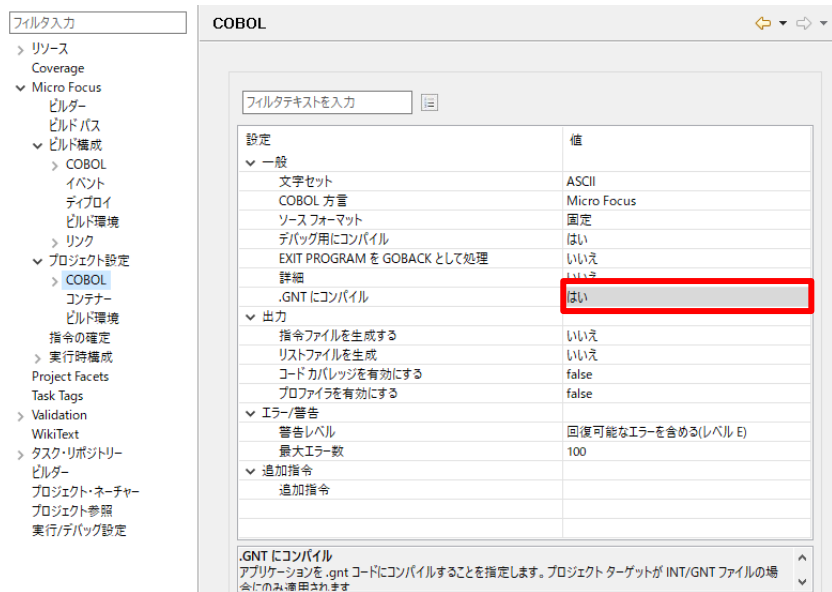 フィルタ入力
リソース
Coverage
Micro Focus
ビルダー
ビルド パス
ビルド構成
COBOL
イベント
ディプロイ
ビルド環境
リンク
プロジェクト設定
COBOL
コンテナー
ビルド環境
指令の確定
実行時構成
Project Facets
Task Tags
Validation
WikiText
タスク・リポジトリー
ビルダー
プロジェクト・ネーチャー
プロジェクト参照
実行/デバッグ設定
COBOL
フィルタテキストを入力
設定 値
一般
文字セット ASCII
COBOL 方言 Micro Focus
ソース フォーマット 固定
デバッグ用にコンパイル はい
EXIT PROGRAM を GOBACK として処理 いいえ
詳細 いいえ
.GNT にコンパイル はい
出力
指令ファイルを生成する いいえ
リストファイルを生成 いいえ
コード カバレッジを有効にする false
プロファイラを有効にする false
エラー/警告
警告レベル 回復可能なエラーを含める(レベル E)
最大エラー数 100
追加指令
追加指令
.GNT にコンパイル
アプリケーションを .gnt コードにコンパイルすることを指定します。プロジェクト ターゲットが INT/GNT ファイルの場
合にのみ適用されます